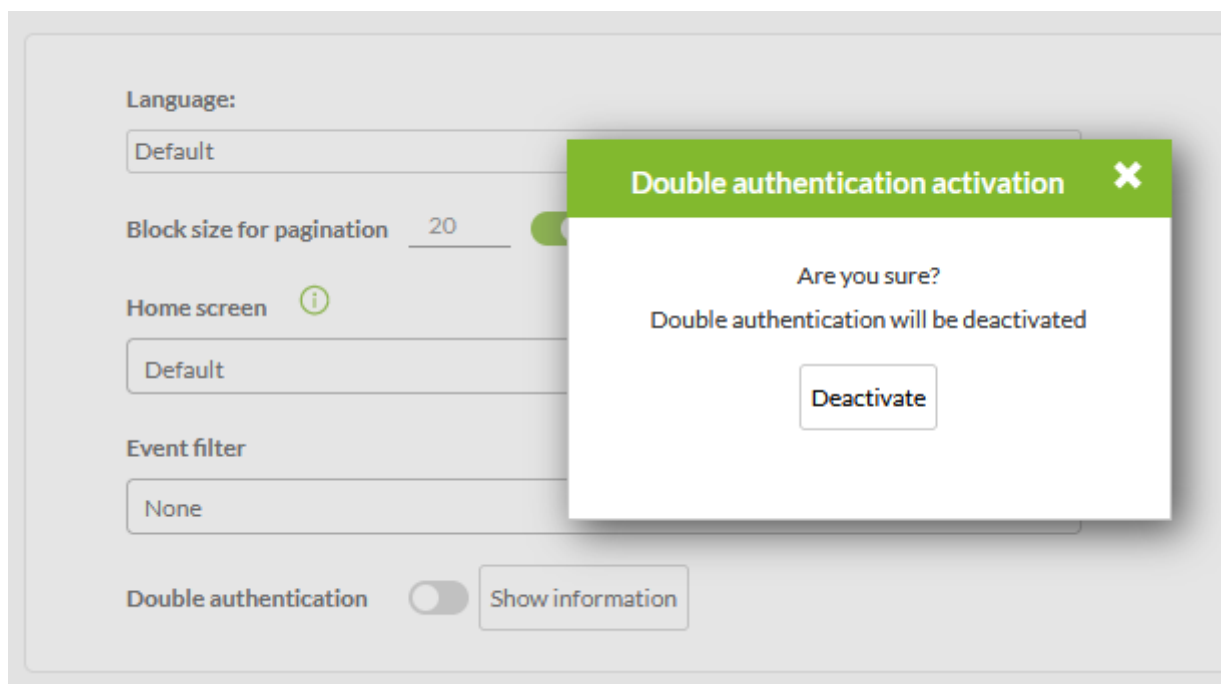 Language:
Default
Block size for pagination 20
Home screen
Default
Event filter
None
Double authentication Show information
Double authentication activation
Are you sure?
Double authentication will be deactivated
Deactivate